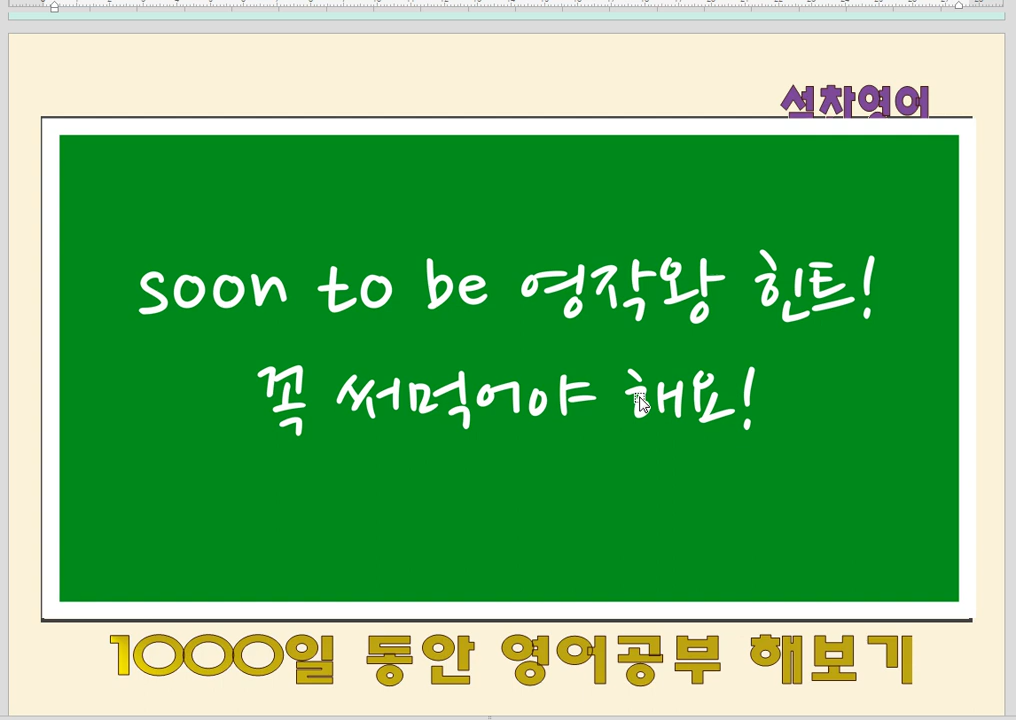 설참영어
soon to be 영작왕 힌트!
꼭 써먹어야 해요!
1000일 동안 영어공부 해보기